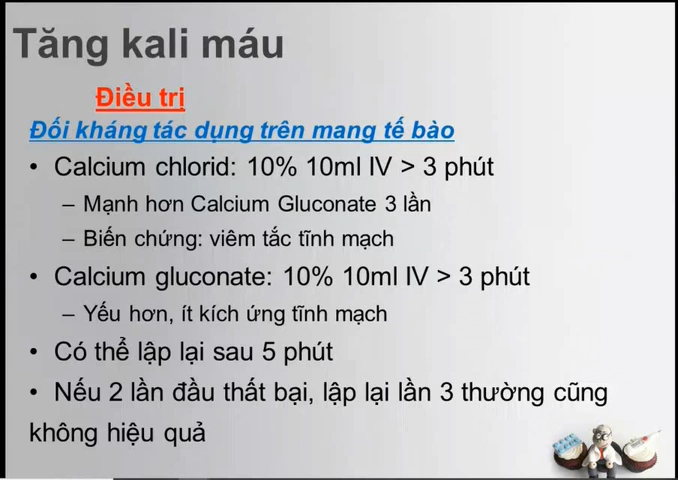 Tăng kali máu
Điều trị
Đối kháng tác dụng trên mang tế bào
• Calcium chlorid: 10% 10ml IV > 3 phút
– Mạnh hơn Calcium Gluconate 3 lần
– Biến chứng: viêm tắc tĩnh mạch
• Calcium gluconate: 10% 10ml IV > 3 phút
– Yếu hơn, ít kích ứng tĩnh mạch
• Có thể lập lại sau 5 phút
• Nếu 2 lần đầu thất bại, lập lại lần 3 thường cũng
không hiệu quả